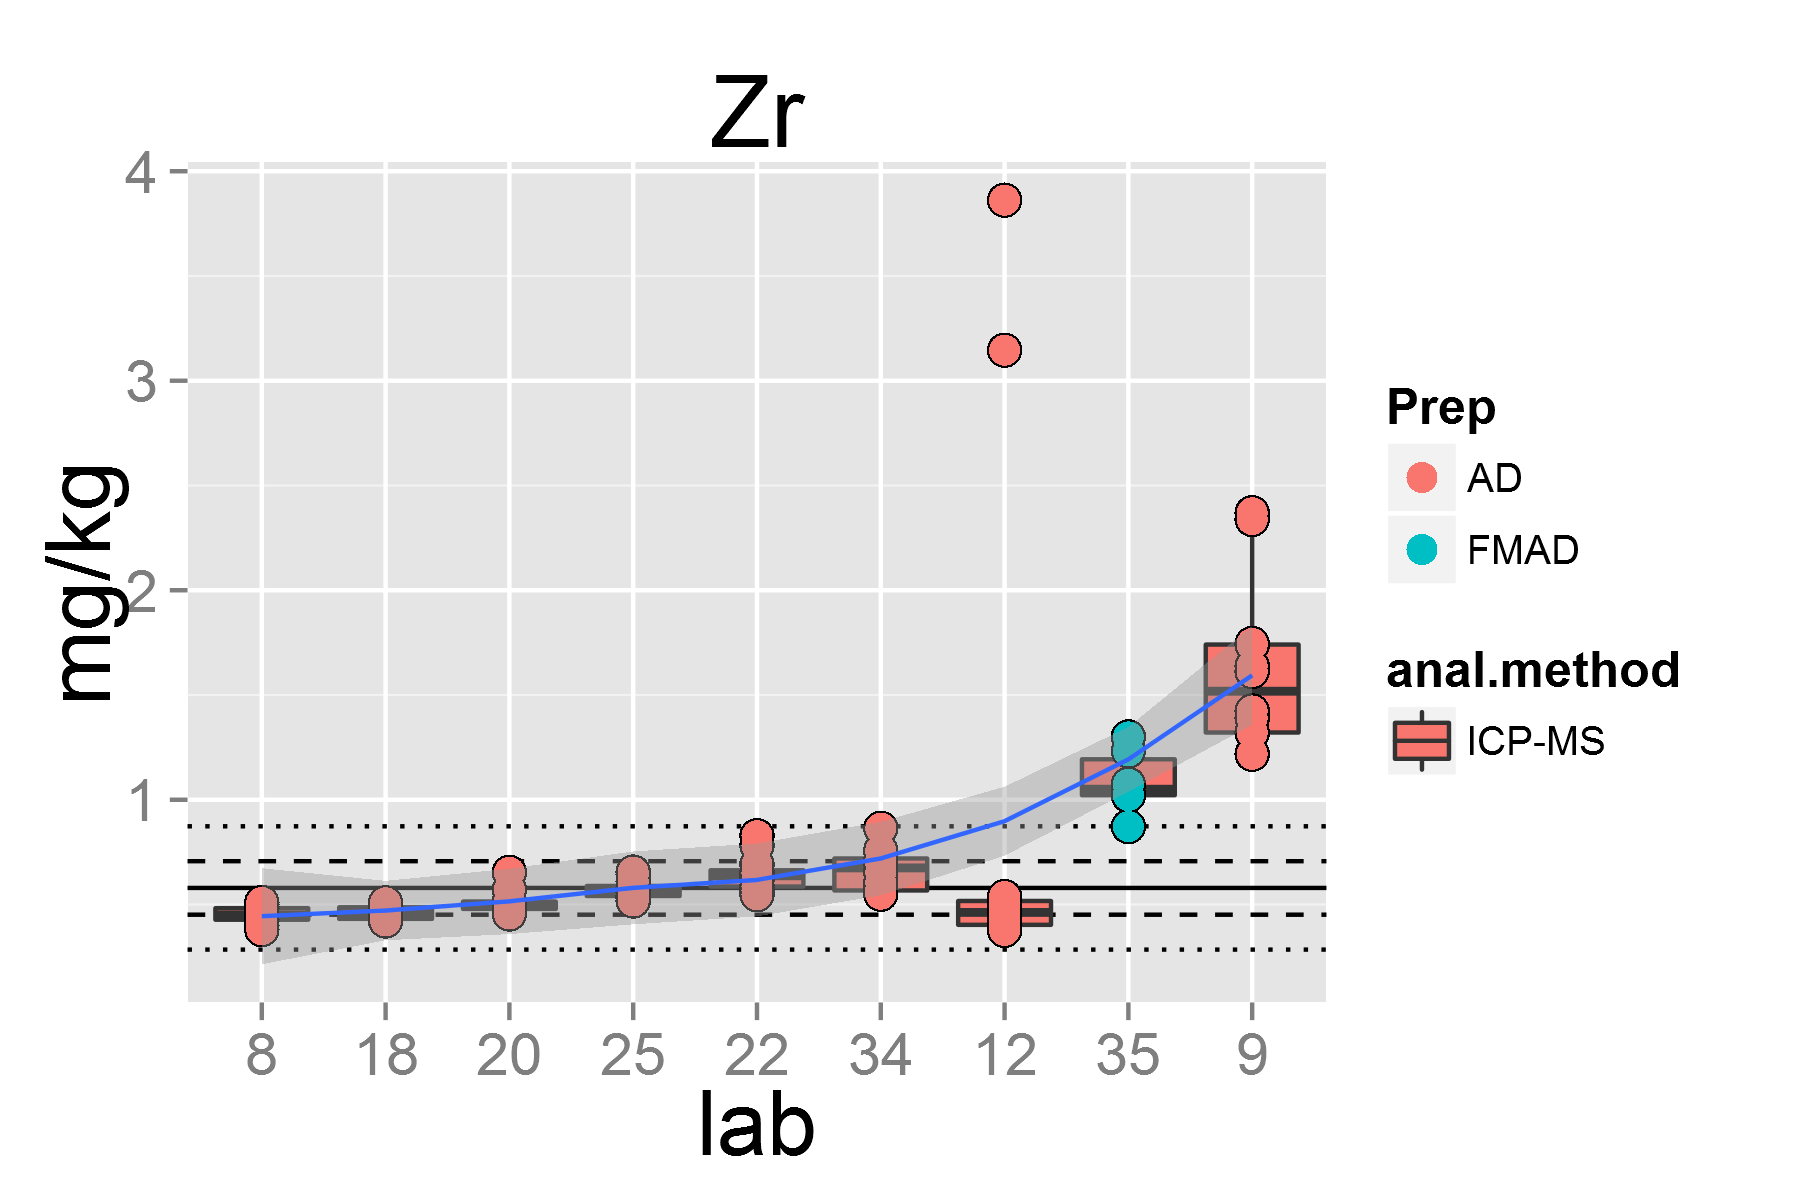 Zr
4
3
2
1
mg/kg
8 18 20 25 22 34 12 35 9
lab
Prep
AD
FMAD
anal.method
ICP-MS